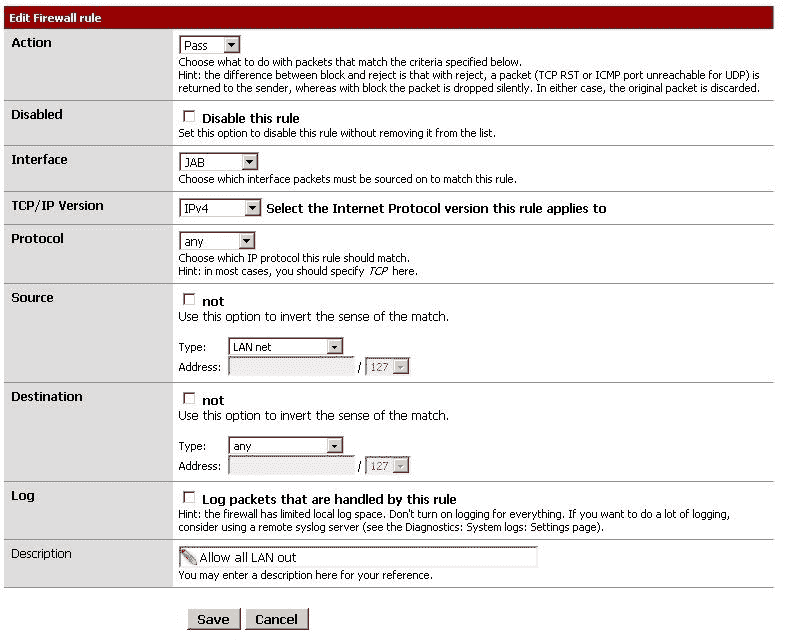 Edit Firewall rule
Action
Pass
Choose what to do with packets that match the criteria specified below.
Hint: the difference between block and reject is that with reject, a packet (TCP RST or ICMP port unreachable for UDP) is
returned to the sender, whereas with block the packet is dropped silently. In either case, the original packet is discarded.
Disabled
Disable this rule
Set this option to disable this rule without removing it from the list.
Interface
JAB
Choose which interface packets must be sourced on to match this rule.
TCP/IP Version
IPv4 Select the Internet Protocol version this rule applies to
Protocol
any
Choose which IP protocol this rule should match.
Hint: in most cases, you should specify TCP here.
Source
not
Use this option to invert the sense of the match.
Type: LAN net
Address: / 127
Destination
not
Use this option to invert the sense of the match.
Type: any
Address: / 127
Log
Log packets that are handled by this rule
Hint: the firewall has limited local log space. Don't turn on logging for everything. If you want to do a lot of logging,
consider using a remote syslog server (see the Diagnostics: System logs: Settings page).
Description
Allow all LAN out
You may enter a description here for your reference.
Save Cancel